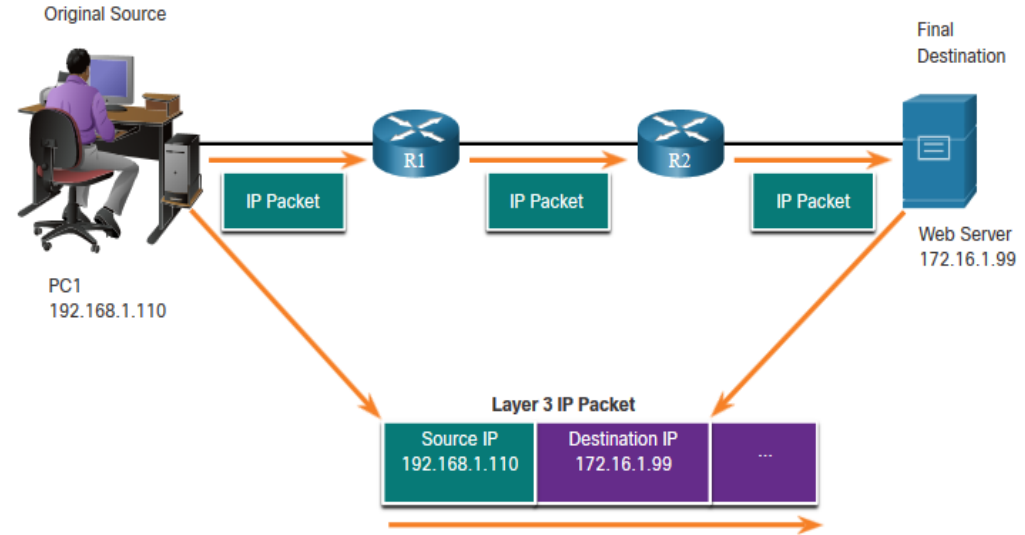 Original Source
Final
Destination
R1
R2
IP Packet
IP Packet
IP Packet
Web Server
172.16.1.99
PC1
192.168.1.110
Layer 3 IP Packet
Source IP
192.168.1.110
Destination IP
172.16.1.99
...